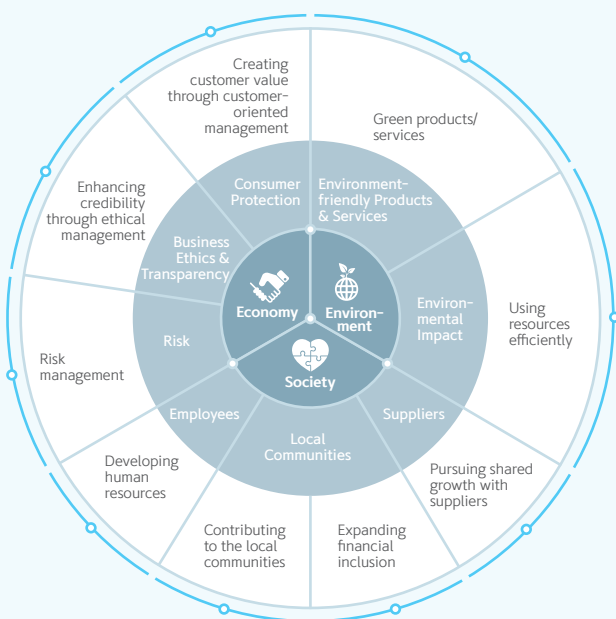 Creating
customer value
through customer-
oriented
management
Green products/
services
Enhancing
credibility
through ethical
management
Consumer
Protection
Environment-
friendly Products
& Services
Business
Ethics &
Transparency
Economy
Environ-
ment
Society
Environ-
mental
Impact
Using
resources
efficiently
Risk
Risk
management
Employees
Suppliers
Local
Communities
Developing
human
resources
Pursuing shared
growth with
suppliers
Contributing
to the local
communities
Expanding
financial
inclusion